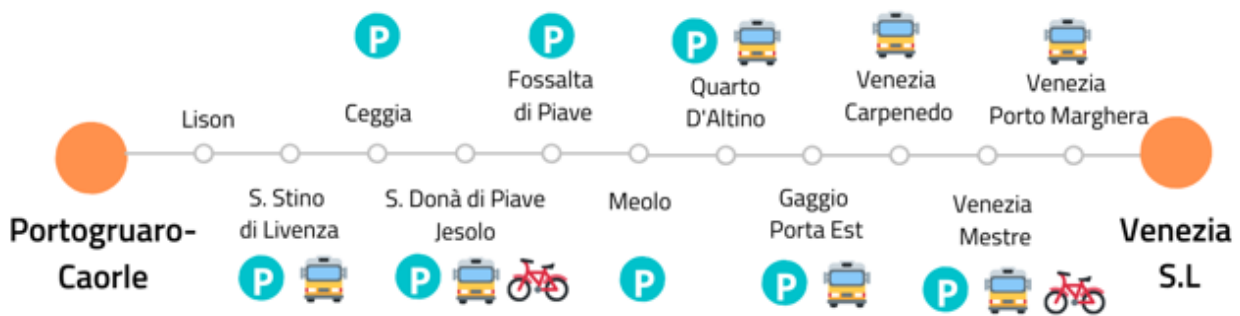 Portogruaro-
Caorle
Lison
S. Stino
di Livenza
P
P
Ceggia
S. Donà di Piave
Jesolo
P
P
Fossalta
di Piave
Meolo
P
P
Quarto
D'Altino
Gaggio
Porta Est
P
Venezia
Carpenedo
Venezia
Mestre
P
Venezia
Porto Marghera
Venezia
S.L